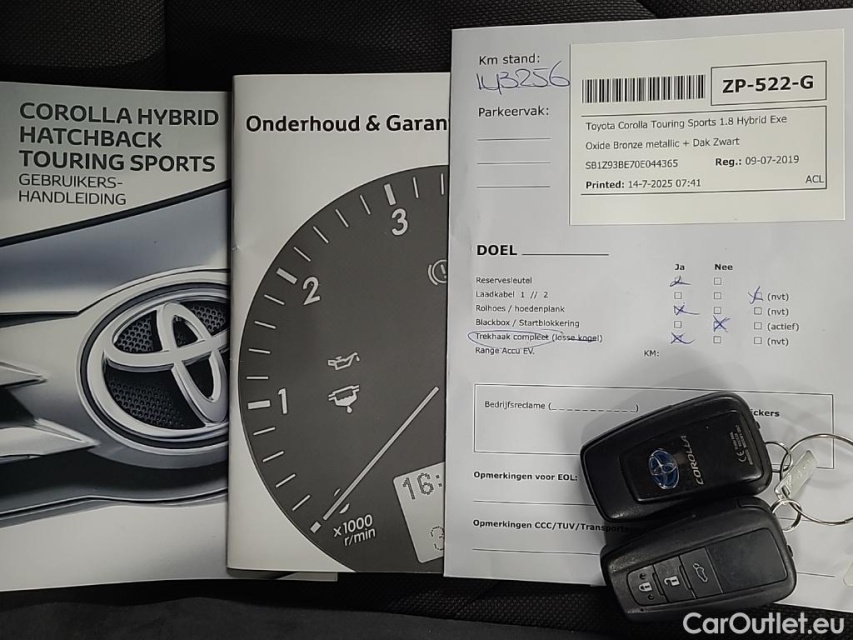 COROLLA HYBRID
HATCHBACK
TOURING SPORTS
GEBRUIKERS-
HANDLEIDING
Onderhoud & Garan
1
2
3
x1000
r/min
16:
3
Km stand:
143256
Parkeervak:
ZP-522-G
Toyota Corolla Touring Sports 1.8 Hybrid Exe
Oxide Bronze metallic + Dak Zwart
SB1Z93BE70E044365 Reg.: 09-07-2019
Printed: 14-7-2025 07:41 ACL
DOEL
Ja Nee
Reservesleutel
Laadkabel 1 // 2 (nvt)
Rolhoes / hoedenplank (nvt)
Blackbox / Startblokkering (actief)
Trekhaak compleet (losse kogel) (nvt)
Range Accu EV. KM:
Bedrijfsreclame (____________) ckers
Opmerkingen voor EOL:
Opmerkingen CCC/TUV/Transport
COROLLA
CarOutlet.eu